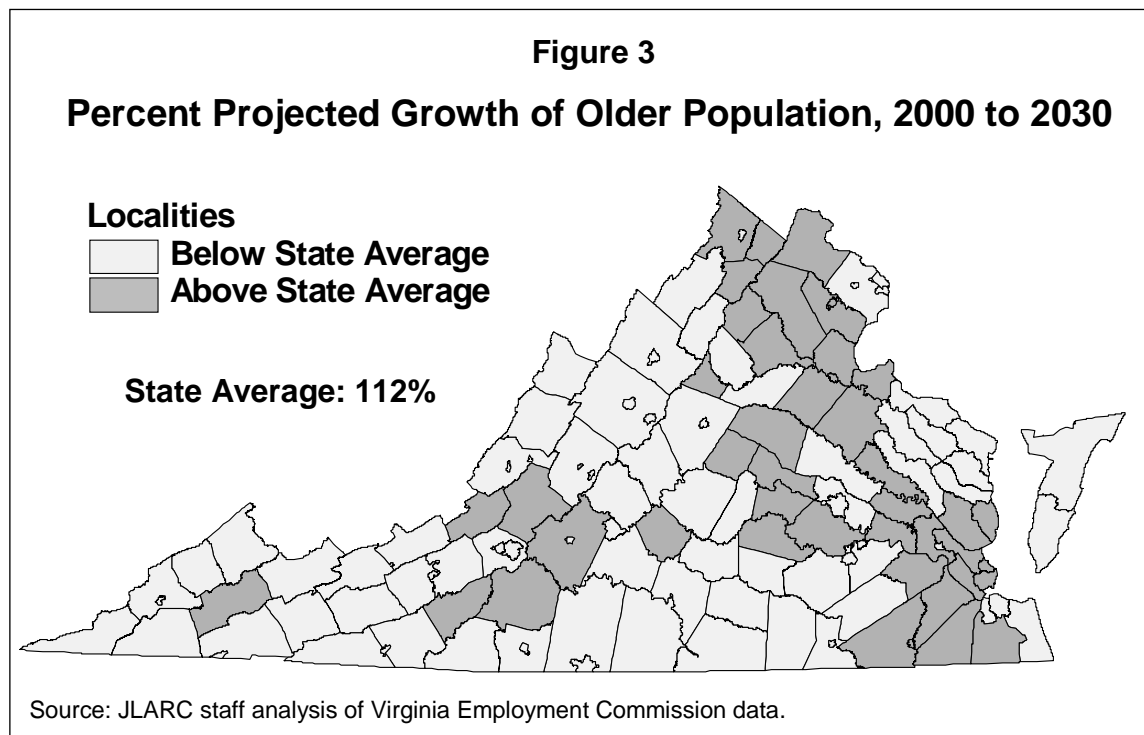 Figure 3
Percent Projected Growth of Older Population, 2000 to 2030
Localities
Below State Average
Above State Average
State Average: 112%
Source: JLARC staff analysis of Virginia Employment Commission data.